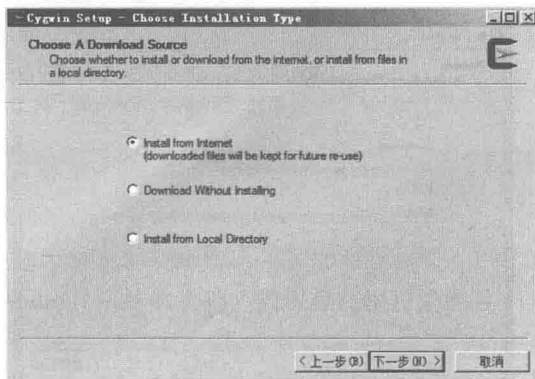 Cygwin Setup - Choose Installation Type
Choose A Download Source
Choose whether to install or download from the internet, or install from files in
a local directory.
Install from Internet
(downloaded files will be kept for future re-use)
Download Without Installing
Install from Local Directory
< 上一步(B) 下一步(N) > 取消